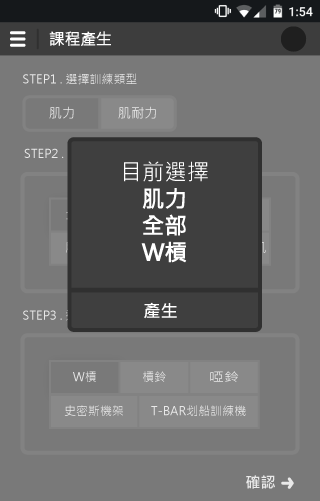 1:54
課程產生
STEP1 . 選擇訓練類型
肌力 肌耐力
STEP2 .
目前選擇
肌力
全部
W槓
產生
STEP3 .
W槓 槓鈴 啞鈴
史密斯機架 T-BAR划船訓練機
確認